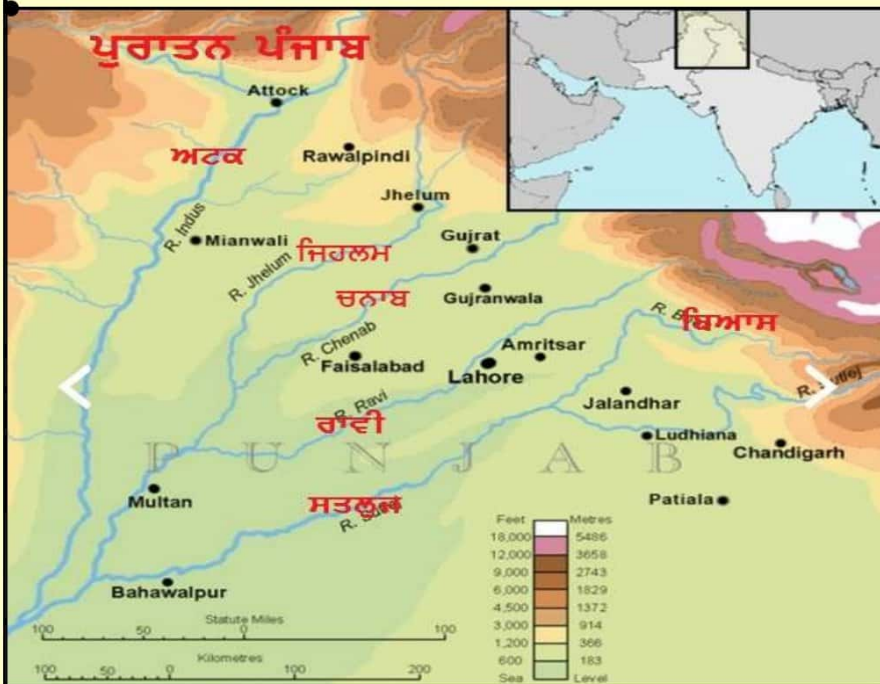 ਪੁਰਾਤਨ ਪੰਜਾਬ
Attock
ਅਟਕ
Rawalpindi
Jhelum
R. Indus
Mianwali
ਜਿਹਲਮ
Gujrat
R. Jhelum
ਚਨਾਬ
Gujranwala
ਬਿਆਸ
R. Chenab
Faisalabad
Amritsar
Lahore
R. Ravi
ਰਾਵੀ
Jalandhar
Ludhiana
Chandigarh
PUNJAB
Multan
ਸਤਲੁਜ
Patiala
Bahawalpur
Feet Metres
18,000 5486
12,000 3658
9,000 2743
6,000 1829
4,500 1372
3,000 914
1,200 366
600 183
Sea Level
Statute Miles
100 50 0 100
Kilometres
100 50 0 100 200